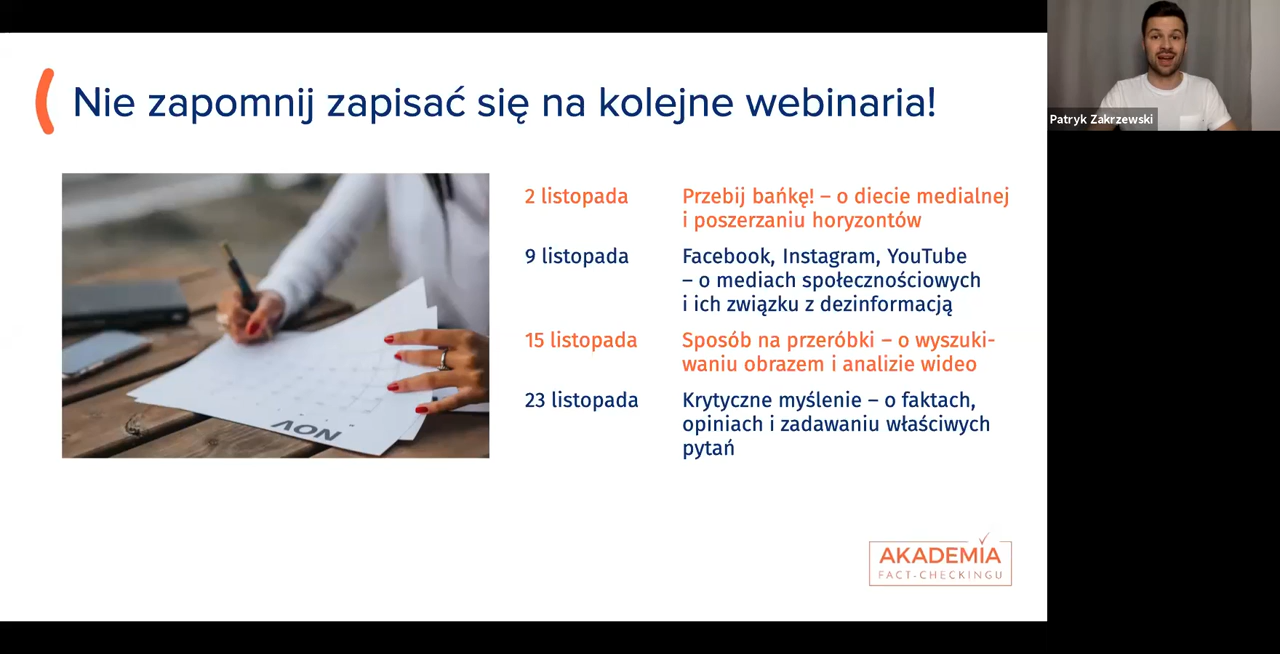 Nie zapomnij zapisać się na kolejne webinaria!
Patryk Zakrzewski
2 listopada
Przebij bańkę! – o diecie medialnej
i poszerzaniu horyzontów
9 listopada
Facebook, Instagram, YouTube
– o mediach społecznościowych
i ich związku z dezinformacją
15 listopada
Sposób na przeróbki – o wyszuki-
waniu obrazem i analizie wideo
23 listopada
Krytyczne myślenie – o faktach,
opiniach i zadawaniu właściwych
pytań
NOV
AKADEMIA
FACT-CHECKINGU